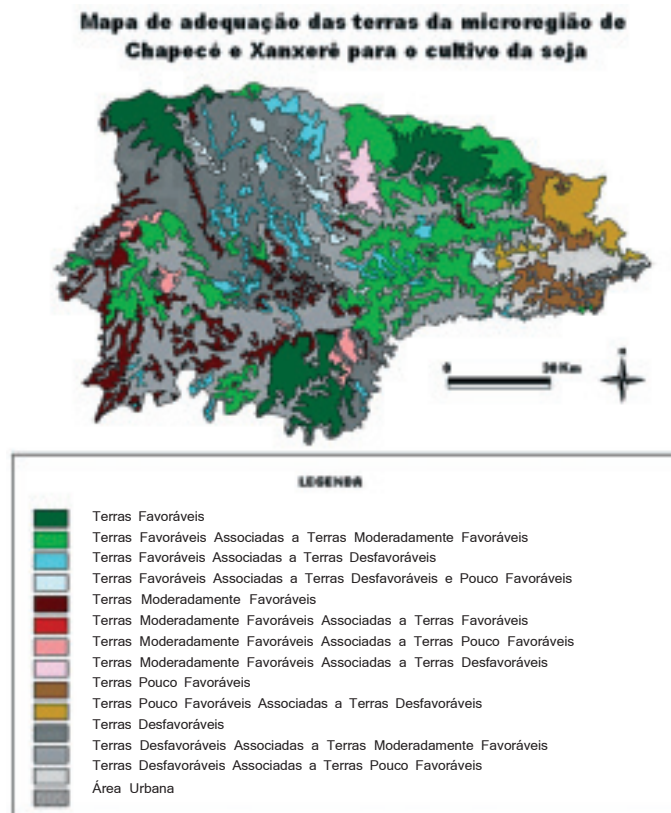 Mapa de adequação das terras da microregião de
Chapecó e Xanxerê para o cultivo da soja
0 30 Km
N
LEGENDA
Terras Favoráveis
Terras Favoráveis Associadas a Terras Moderadamente Favoráveis
Terras Favoráveis Associadas a Terras Desfavoráveis
Terras Favoráveis Associadas a Terras Desfavoráveis e Pouco Favoráveis
Terras Moderadamente Favoráveis
Terras Moderadamente Favoráveis Associadas a Terras Favoráveis
Terras Moderadamente Favoráveis Associadas a Terras Pouco Favoráveis
Terras Moderadamente Favoráveis Associadas a Terras Desfavoráveis
Terras Pouco Favoráveis
Terras Pouco Favoráveis Associadas a Terras Desfavoráveis
Terras Desfavoráveis
Terras Desfavoráveis Associadas a Terras Moderadamente Favoráveis
Terras Desfavoráveis Associadas a Terras Pouco Favoráveis
Área Urbana